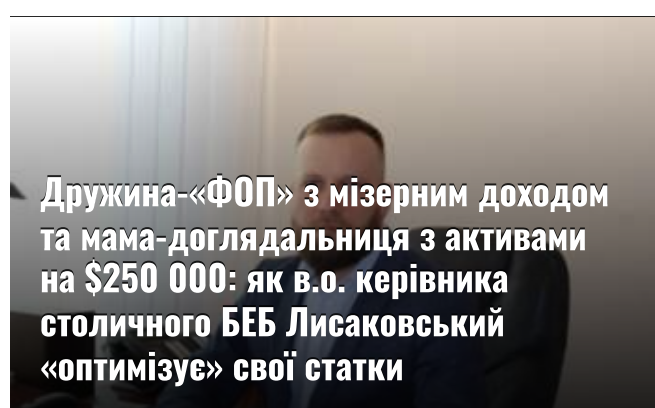 Дружина-«ФОП» з мізерним доходом
та мама-доглядальниця з активами
на $250 000: як в.о. керівника
столичного БЕБ Лисаковський
«оптимізує» свої статки